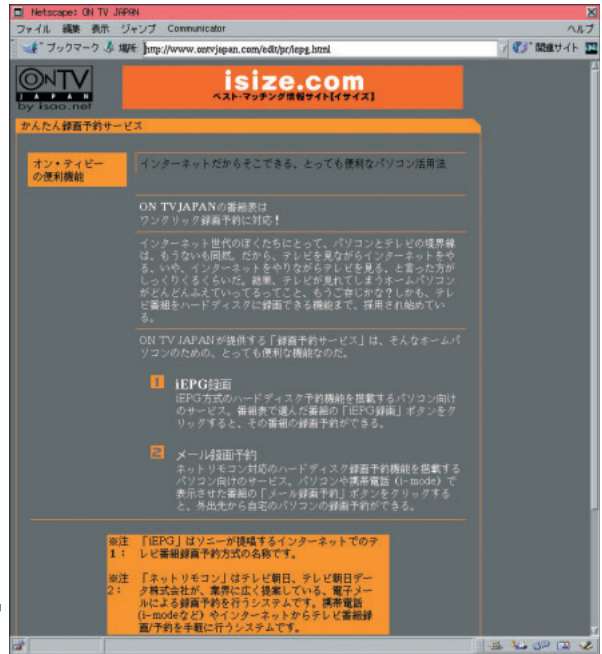 Netscape: ON TV JAPAN
ファイル 編集 表示 ジャンプ Communicator ヘルプ
ブックマーク 場所 http://www.ontvjapan.com/edit/pr/iepg.html 関連サイト
ONTV
JAPAN
by isao.net
isize.com
ベスト・マッチング情報サイト【イサイズ】
かんたん録画予約サービス
オン・ティビー
の便利機能
インターネットだからそこできる、とっても便利なパソコン活用法
ON TV JAPANの番組表は
ワンクリック録画予約に対応!
インターネット世代のぼくたちにとって、パソコンとテレビの境界線
は、もうないも同然。だから、テレビを見ながらインターネットをや
る、いや、インターネットをやりながらテレビを見る、と言った方が
しっくりくるくらいだ。結果、テレビが見れてしまうホームパソコン
がどんどんふえていってるってこと、もうご存じかな?しかも、テレ
ビ番組をハードディスクに録画できる機能まで、採用され始めてい
る。
ON TV JAPANが提供する「録画予約サービス」は、そんなホームパ
ソコンのための、とっても便利な機能なのだ。
1 iEPG録画
iEPG方式のハードディスク予約機能を搭載するパソコン向け
のサービス。番組表で選んだ番組の「iEPG録画」ボタンをク
リックすると、その番組の録画予約ができる。
2 メール録画予約
ネットリモコン対応のハードディスク録画予約機能を搭載する
パソコン向けのサービス。パソコンや携帯電話(i-mode)で
表示させた番組の「メール録画予約」ボタンをクリックする
と、外出先から自宅のパソコンの録画予約ができる。
※注1: 「iEPG」はソニーが提唱するインターネットでのテ
レビ番組録画予約方式の名称です。
※注2: 「ネットリモコン」はテレビ朝日、テレビ朝日デー
タ株式会社が、業界に広く提案している、電子メー
ルによる録画予約を行うシステムです。携帯電話
(i-modeなど)やインターネットからテレビ番組録
画/予約を手軽に行うシステムです。